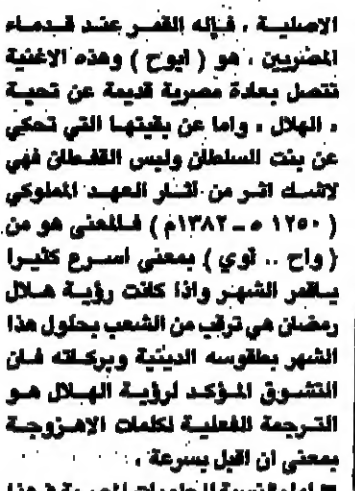 الاصلية ، فإله القمر عند قدماء
المصريين ، هو ( ايوح ) وهذه الاغنية
تتصل بعادة مصرية قديمة عن تحية
، الهلال ، واما عن بقيتها التي تحكي
عن بنت السلطان وليس القفطان فهي
لاشك اثر من آثار العهد المملوكي
( ١٢٥٠ ه ـ ١٣٨٢م ) فالمعنى هو من
( واح .. توي ) بمعنى اسرع كثيرا
ياقمر الشهر واذا كانت رؤية هلال
رمضان هي ترقب من الشعب بحلول هذا
الشهر بطقوسه الدينية وبركاته فان
التشوق المؤكد لرؤية الهلال هو
الترجمة الفعلية لكلمات الاهزوجة
بمعنى ان اقبل بسرعة ،